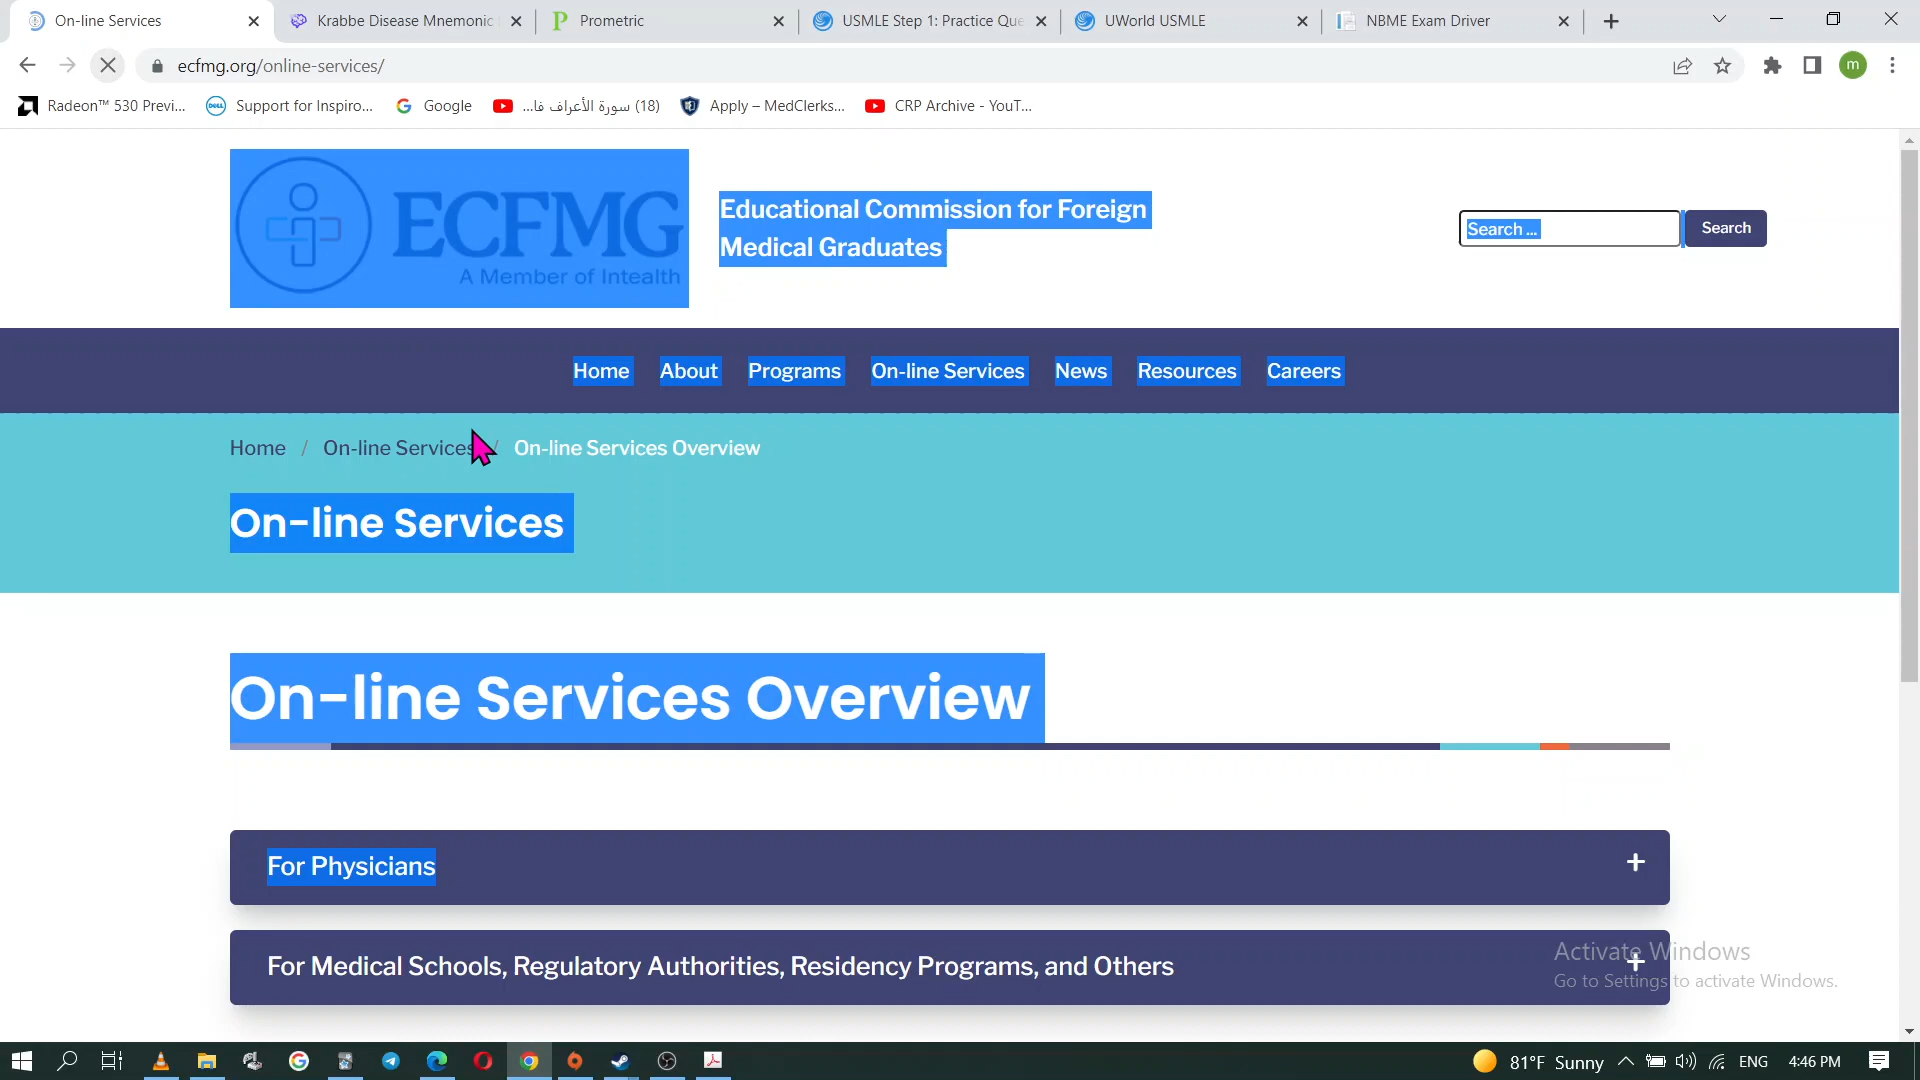 On-line Services
Krabbe Disease Mnemonic
Prometric
USMLE Step 1: Practice Que
UWorld USMLE
NBME Exam Driver
ecfmg.org/online-services/
m
Radeon™ 530 Previ...
DELL
Support for Inspiro...
Google
(18) سورة الأعراف فا...
Apply – MedClerks...
CRP Archive - YouT...
ECFMG
A Member of Intealth
Educational Commission for Foreign
Medical Graduates
Search ...
Search
Home
About
Programs
On-line Services
News
Resources
Careers
Home / On-line Services / On-line Services Overview
On-line Services
On-line Services Overview
For Physicians
For Medical Schools, Regulatory Authorities, Residency Programs, and Others
Activate Windows
Go to Settings to activate Windows.
81°F Sunny
ENG
4:46 PM